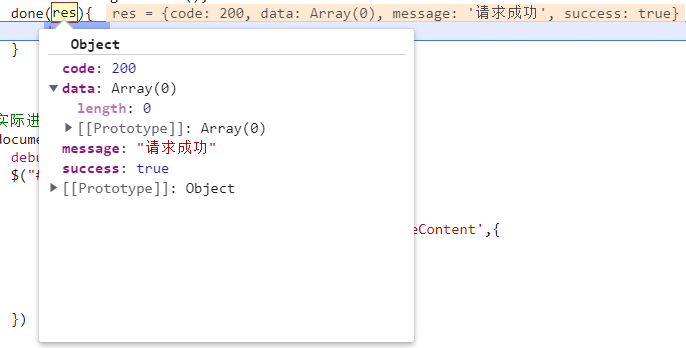 done(res){ res = {code: 200, data: Array(0), message: '请求成功', success: true}
Object
}
code: 200
data: Array(0)
length: 0
[[Prototype]]: Array(0)
实际进
docume
message: "请求成功"
debu
success: true
$("#
[[Prototype]]: Object
eContent',{
})